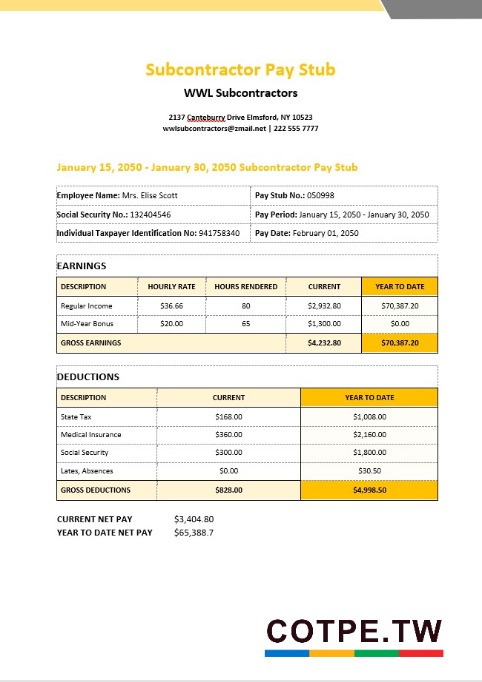 Subcontractor Pay Stub
WWL Subcontractors
2137 Canteburry Drive Elmsford, NY 10523
wwlsubcontractors@zmail.net | 222 555 7777
January 15, 2050 - January 30, 2050 Subcontractor Pay Stub
Employee Name: Mrs. Elise Scott Pay Stub No.: 050998
Social Security No.: 132404546 Pay Period: January 15, 2050 - January 30, 2050
Individual Taxpayer Identification No: 941758340 Pay Date: February 01, 2050
EARNINGS
DESCRIPTION HOURLY RATE HOURS RENDERED CURRENT YEAR TO DATE
Regular Income $36.66 80 $2,932.80 $70,387.20
Mid-Year Bonus $20.00 65 $1,300.00 $0.00
GROSS EARNINGS $4,232.80 $70,387.20
DEDUCTIONS
DESCRIPTION CURRENT YEAR TO DATE
State Tax $168.00 $1,008.00
Medical Insurance $360.00 $2,160.00
Social Security $300.00 $1,800.00
Lates, Absences $0.00 $30.50
GROSS DEDUCTIONS $828.00 $4,998.50
CURRENT NET PAY $3,404.80
YEAR TO DATE NET PAY $65,388.7
COTPE.TW